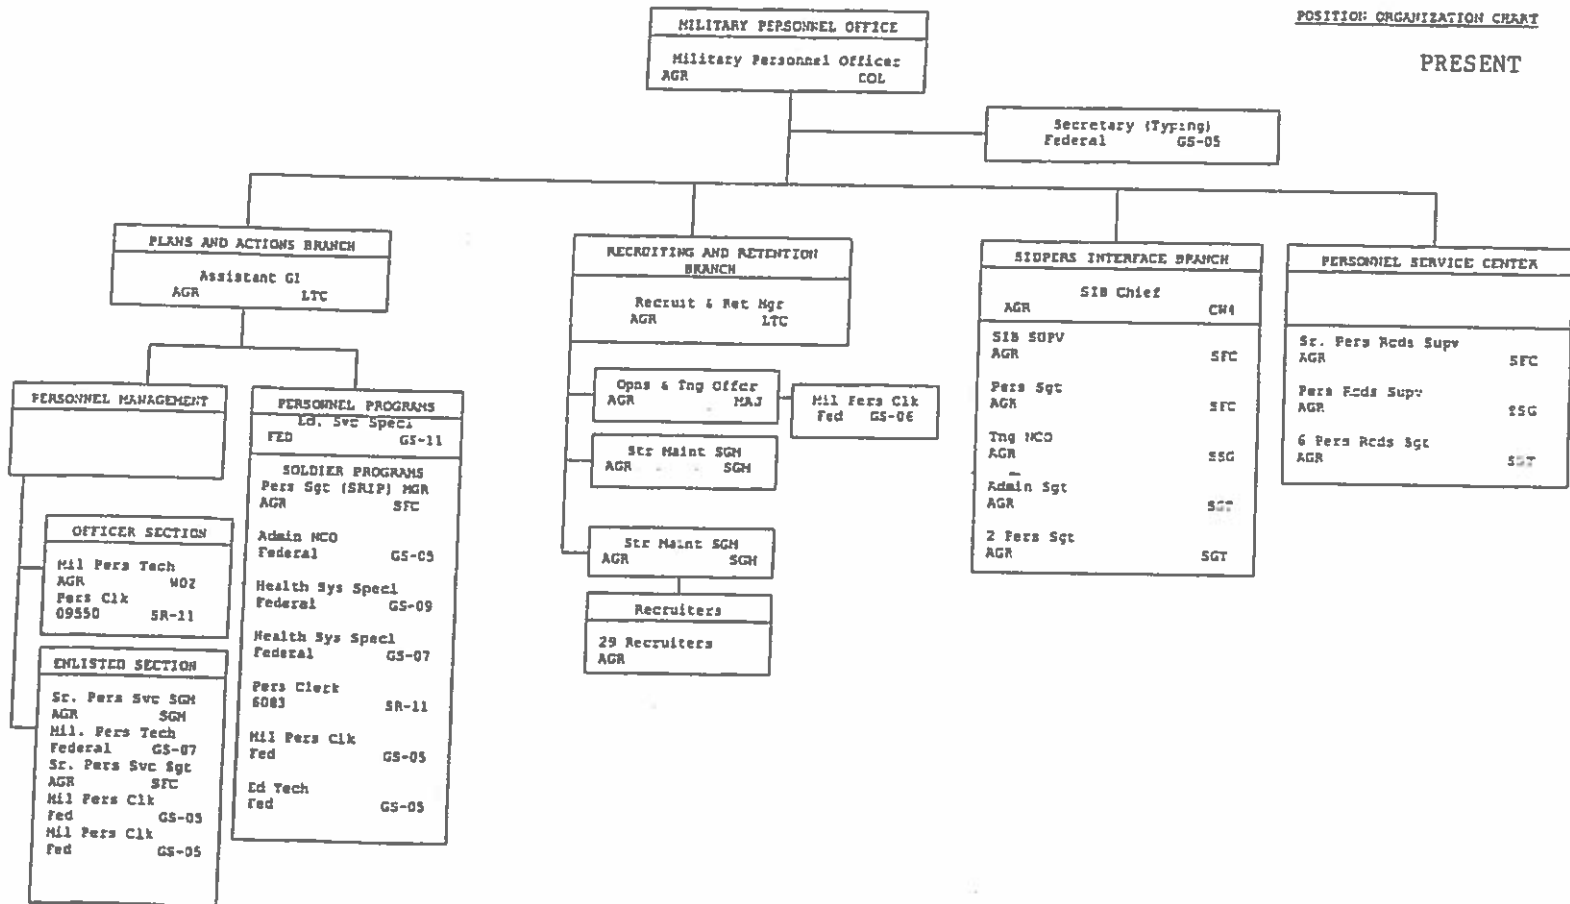 POSITION ORGANIZATION CHART
PRESENT
MILITARY PERSONNEL OFFICE
Military Personnel Officer
AGR COL
Secretary (Typing)
Federal GS-05
PLANS AND ACTIONS BRANCH
Assistant G1
AGR LTC
PERSONNEL MANAGEMENT
OFFICER SECTION
Mil Pers Tech
AGR WO2
Pers Clk
09550 SR-11
ENLISTED SECTION
Sr. Pers Svc SGM
AGR SGM
Mil. Pers Tech
Federal GS-07
Sr. Pers Svc Sgt
AGR SFC
Mil Pers Clk
Fed GS-05
Mil Pers Clk
Fed GS-05
PERSONNEL PROGRAMS
Ed. Svc Specl
FED GS-11
SOLDIER PROGRAMS
Pers Sgt (SRIP) MGR
AGR SFC
Admin NCO
Federal GS-05
Health Sys Specl
Federal GS-09
Health Sys Specl
Federal GS-07
Pers Clerk
6083 SR-11
Mil Pers Clk
Fed GS-05
Ed Tech
Fed GS-05
RECRUITING AND RETENTION
BRANCH
Recruit & Ret Mgr
AGR LTC
Opns & Tng Offcr
AGR MAJ
Mil Pers Clk
Fed GS-06
Str Maint SGM
AGR SGM
Str Maint SGM
AGR SGM
Recruiters
29 Recruiters
AGR
SIDPERS INTERFACE BRANCH
SIB Chief
AGR CW4
SIB SUPV
AGR SFC
Pers Sgt
AGR SFC
Tng NCO
AGR SSG
Admin Sgt
AGR SGT
2 Pers Sgt
AGR SGT
PERSONNEL SERVICE CENTER
Sr. Pers Rcds Supv
AGR SFC
Pers Rcds Supv
AGR SSG
6 Pers Rcds Sgt
AGR SGT